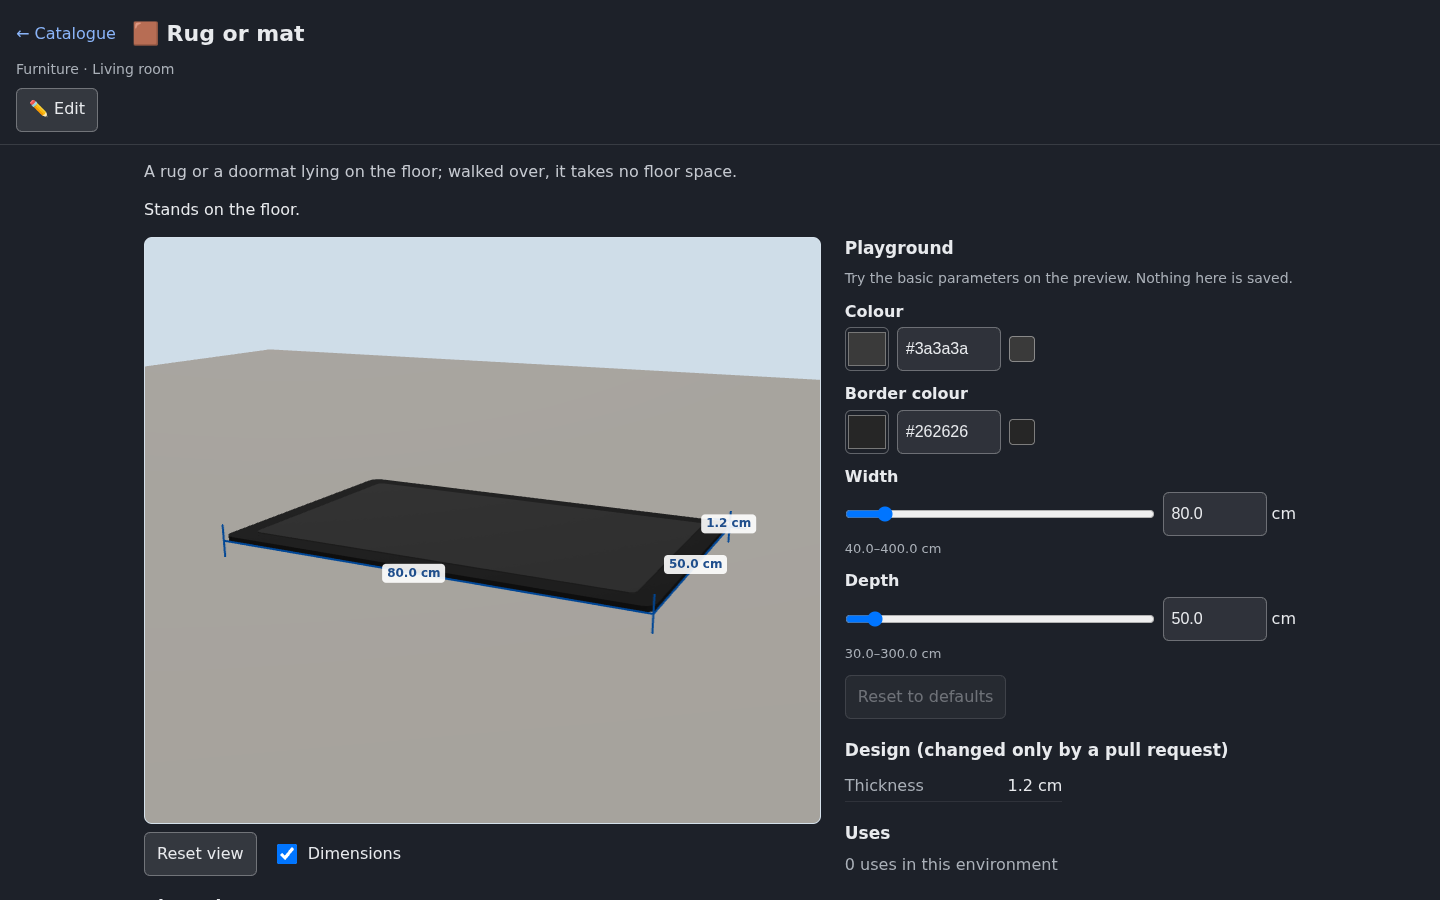 ← Catalogue Rug or mat
Furniture · Living room
✏️ Edit
A rug or a doormat lying on the floor; walked over, it takes no floor space.
Stands on the floor.
1.2 cm
50.0 cm
80.0 cm
Reset view
Dimensions
Playground
Try the basic parameters on the preview. Nothing here is saved.
Colour
#3a3a3a
Border colour
#262626
Width
80.0 cm
40.0–400.0 cm
Depth
50.0 cm
30.0–300.0 cm
Reset to defaults
Design (changed only by a pull request)
Thickness 1.2 cm
Uses
0 uses in this environment